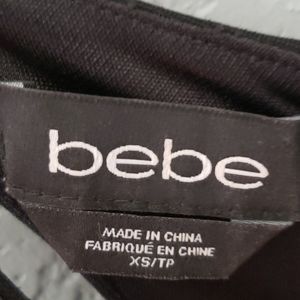 bebe
MADE IN CHINA
FABRIQUÉ EN CHINE
XS/TP